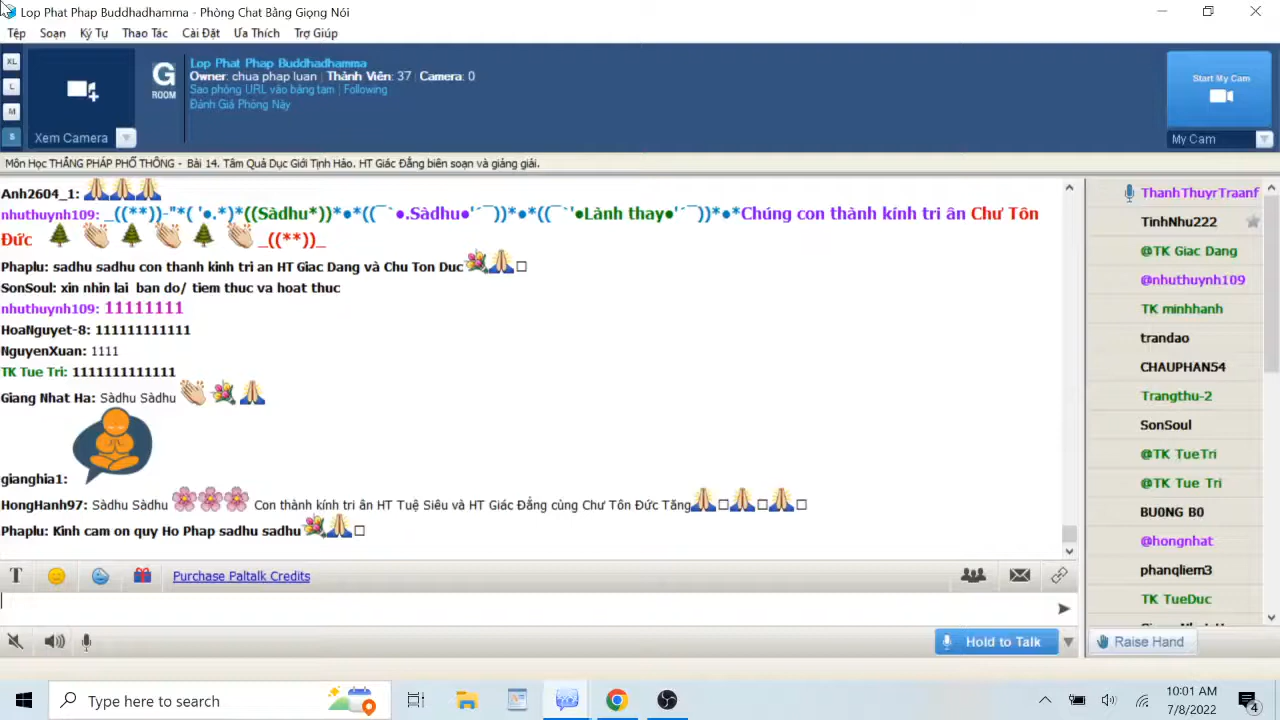 Lop Phat Phap Buddhadhamma - Phòng Chat Bằng Giọng Nói
Tệp Soạn Ký Tự Thao Tác Cài Đặt Ưa Thích Trợ Giúp
XL
L
M
S
Xem Camera
G
ROOM
Lop Phat Phap Buddhadhamma
Owner: chua phap luan | Thành Viên: 37 | Camera: 0
Sao phỏng URL vào bảng tạm | Following
Đánh Giá Phòng Này
Start My Cam
My Cam
Môn Học THẮNG PHÁP PHỔ THÔNG - Bài 14. Tâm Quả Dục Giới Tịnh Hảo. HT Giác Đẳng biên soạn và giảng giải.
Anh2604_1: 🙏🙏🙏
nhuthuynh109: _((**))-"*( '●.*)*((Sàdhu*))*●*((¯`●.Sàdhu●'´¯))*●*((¯`'●Lành thay●'´¯))*●*Chúng con thành kính tri ân Chư Tôn
Đức 🌲 👏 🌲 👏 🌲 👏 _((**))_
Phaplu: sadhu sadhu con thanh kinh tri an HT Giac Dang và Chu Ton Duc💐🙏□
SonSoul: xin nhin lai ban do/ tiem thuc va hoat thuc
nhuthuynh109: 11111111
HoaNguyet-8: 111111111111
NguyenXuan: 1111
TK Tue Tri: 1111111111111
Giang Nhat Ha: Sàdhu Sàdhu 👏 💐 🙏
gianghia1:
HongHanh97: Sàdhu Sàdhu 🌸🌸🌸 Con thành kính tri ân HT Tuệ Siêu và HT Giác Đẳng cùng Chư Tôn Đức Tăng🙏□🙏□🙏□
Phaplu: Kinh cam on quy Ho Phap sadhu sadhu💐🙏□
T
Purchase Paltalk Credits
Hold to Talk
ThanhThuyrTraanf
TinhNhu222
@TK Giac Dang
@nhuthuynh109
TK minhhanh
trandao
CHAUPHAN54
Trangthu-2
SonSoul
@TK TueTri
@TK Tue Tri
BU0NG B0
@hongnhat
phanqliem3
TK TueDuc
Raise Hand
Type here to search
10:01 AM
7/8/2022
4